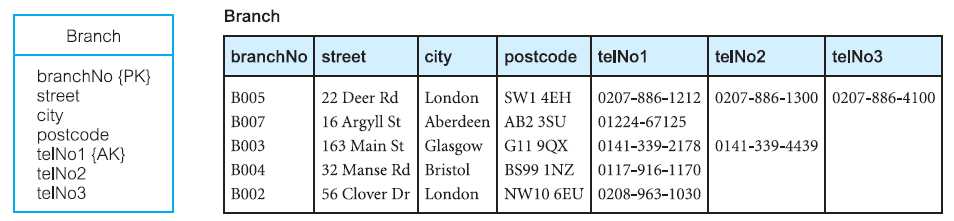 Branch
branchNo {PK}
street
city
postcode
telNo1 {AK}
telNo2
telNo3
Branch
branchNo street city postcode telNo1 telNo2 telNo3
B005 22 Deer Rd London SW1 4EH 0207-886-1212 0207-886-1300 0207-886-4100
B007 16 Argyll St Aberdeen AB2 3SU 01224-67125
B003 163 Main St Glasgow G11 9QX 0141-339-2178 0141-339-4439
B004 32 Manse Rd Bristol BS99 1NZ 0117-916-1170
B002 56 Clover Dr London NW10 6EU 0208-963-1030